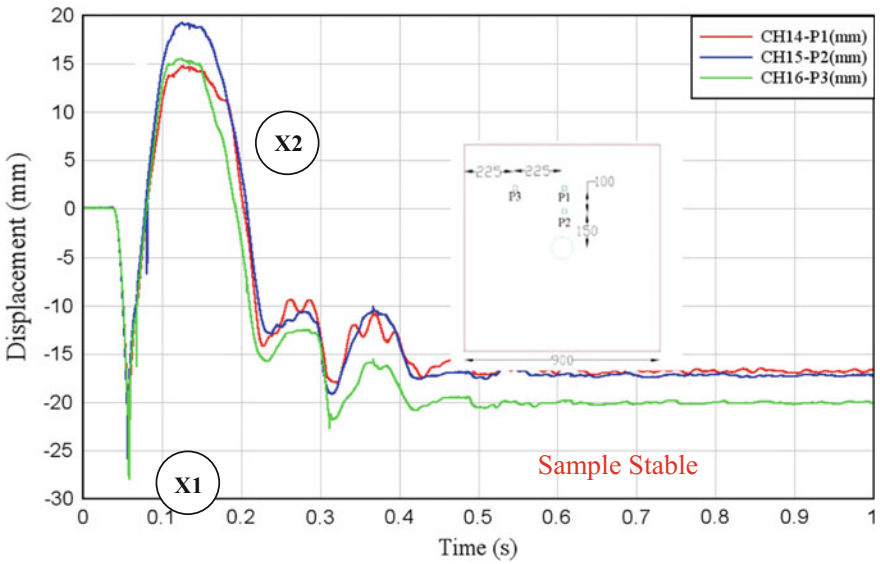 CH14-P1(mm)
CH15-P2(mm)
CH16-P3(mm)
20
15
10
5
0
-5
-10
-15
-20
-25
-30
Displacement (mm)
X2
X1
225
225
100
P3
P1
P2
150
900
Sample Stable
0
0.1
0.2
0.3
0.4
0.5
0.6
0.7
0.8
0.9
1
Time (s)